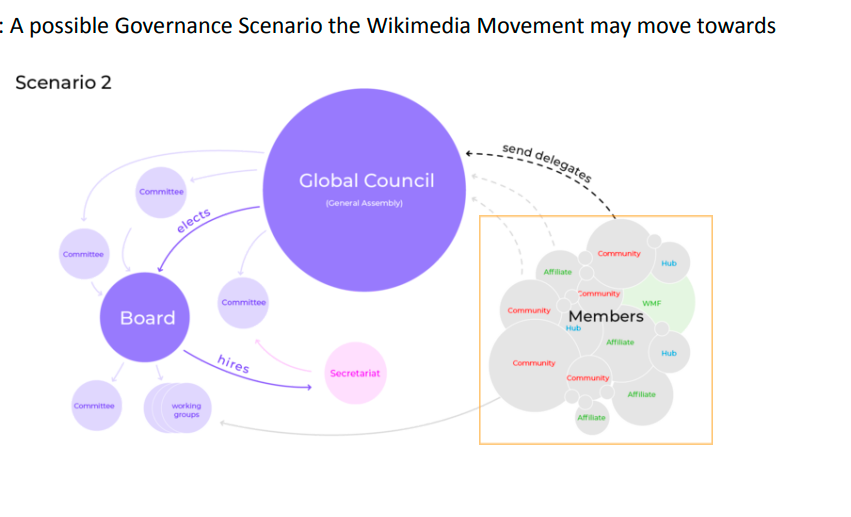 : A possible Governance Scenario the Wikimedia Movement may move towards
Scenario 2
send delegates
Global Council
(General Assembly)
Committee
elects
Committee
Committee
Board
hires
Secretariat
Committee
working
groups
Community
Hub
Affiliate
Community
WMF
Community
Members
Hub
Affiliate
Hub
Community
Community
Affiliate
Affiliate